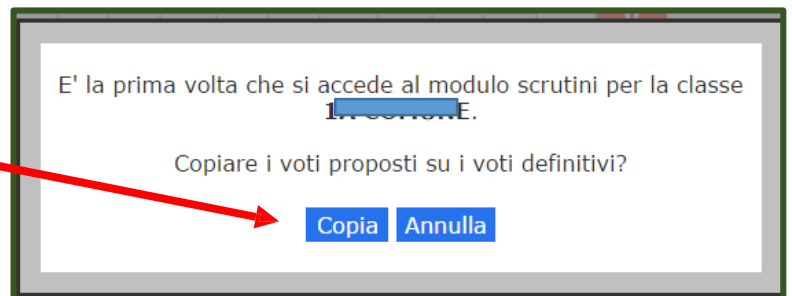 E' la prima volta che si accede al modulo scrutini per la classe
E.
Copiare i voti proposti su i voti definitivi?
Copia Annulla